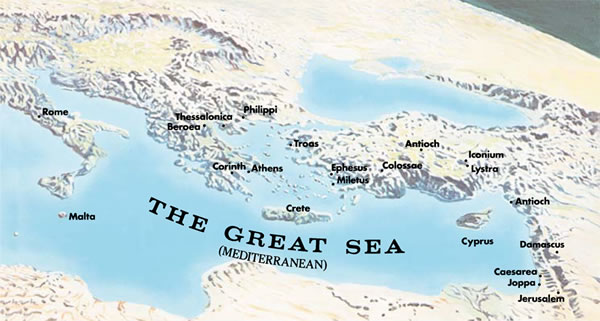 Rome
Philippi
Thessalonica
Beroea
Troas
Antioch
Iconium
Lystra
Corinth
Athens
Ephesus
Miletus
Colossae
Antioch
Crete
Malta
THE GREAT SEA
(MEDITERRANEAN)
Cyprus
Damascus
Caesarea
Joppa
Jerusalem